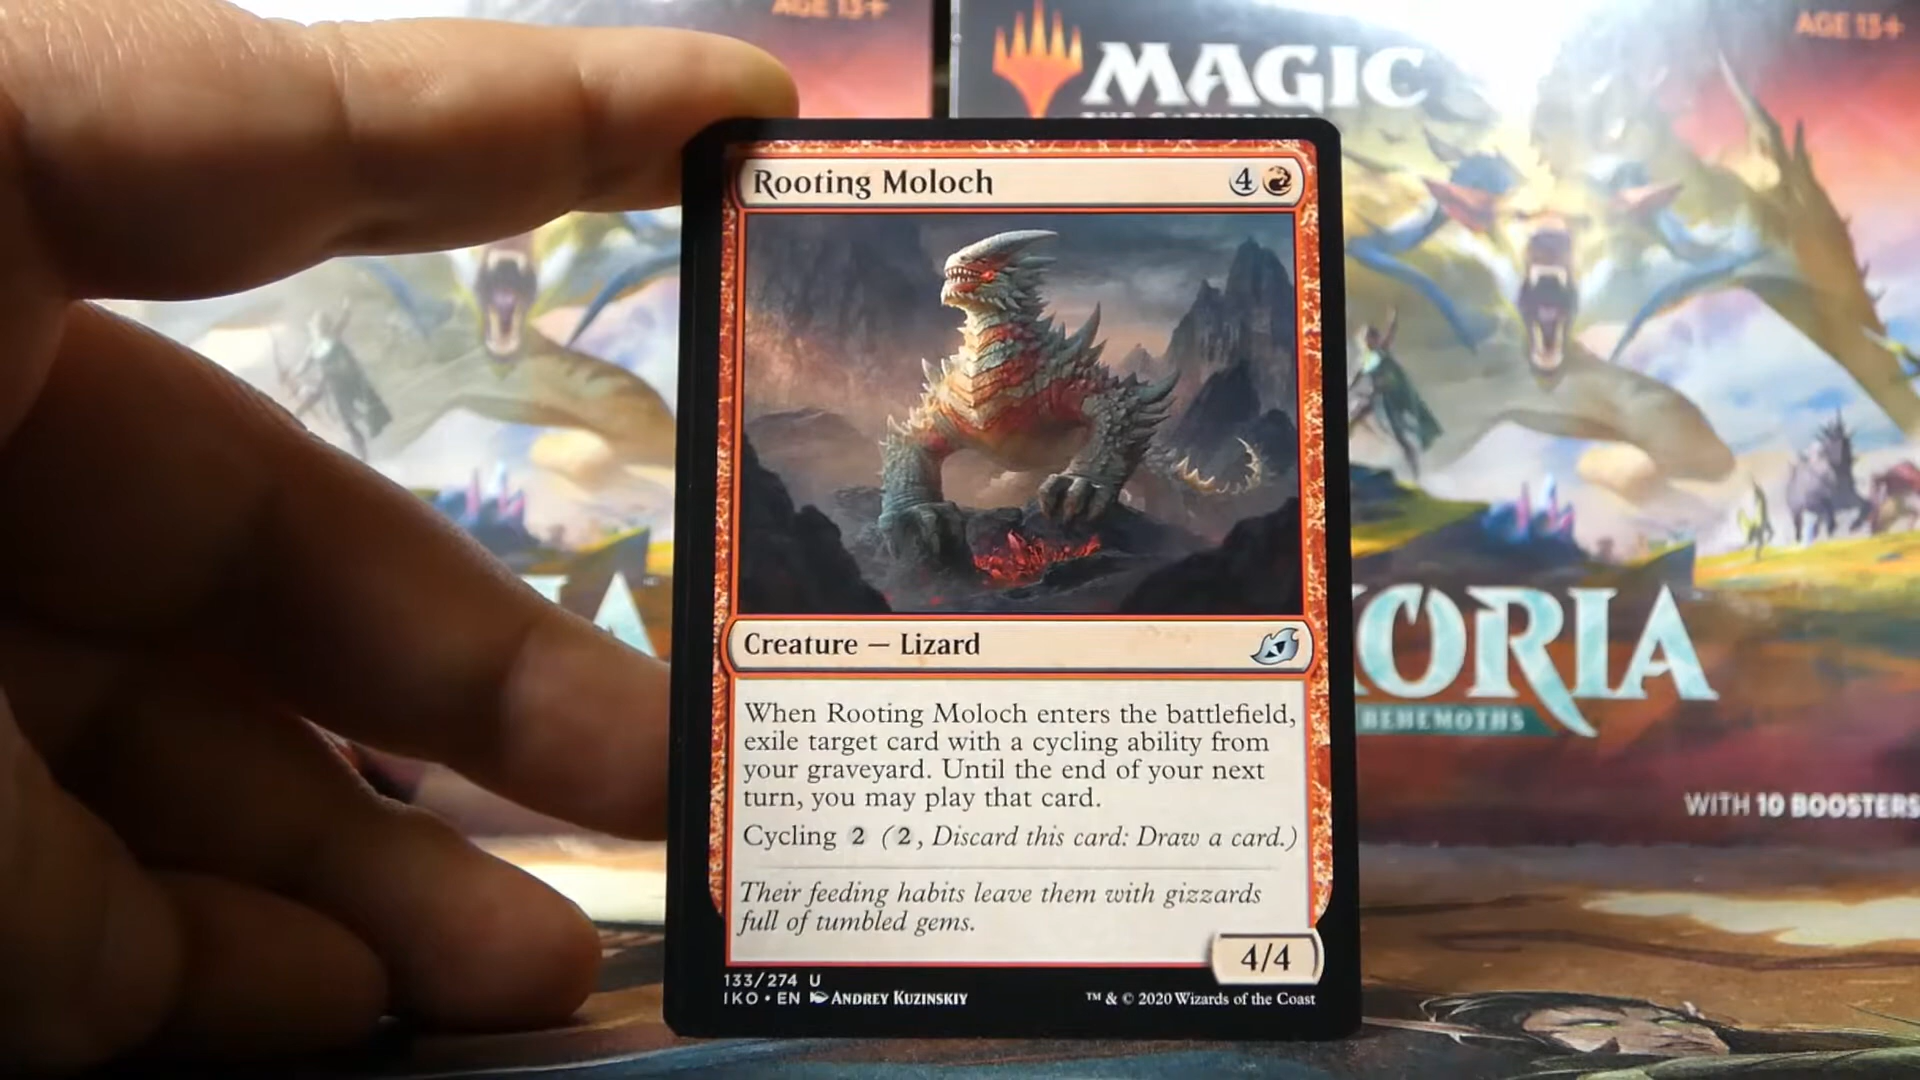 AGE 13+
AGE 13+
MAGIC
Rooting Moloch
4
Creature — Lizard
When Rooting Moloch enters the battlefield,
exile target card with a cycling ability from
your graveyard. Until the end of your next
turn, you may play that card.
Cycling 2 (2, Discard this card: Draw a card.)
Their feeding habits leave them with gizzards
full of tumbled gems.
4/4
133/274 U
IKO • EN ANDREY KUZINSKIY
™ & © 2020 Wizards of the Coast
ORIA
BEHEMOTHS
WITH 10 BOOSTERS